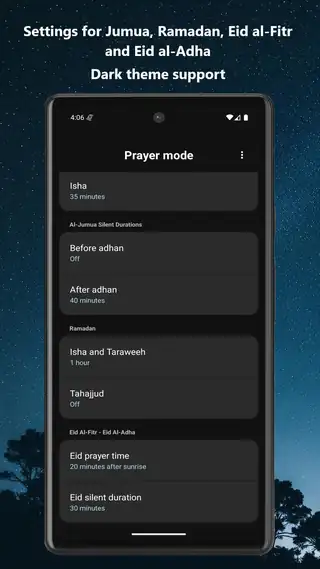 Settings for Jumua, Ramadan, Eid al-Fitr
and Eid al-Adha
Dark theme support
4:06
Prayer mode
Isha
35 minutes
Al-Jumua Silent Durations
Before adhan
Off
After adhan
40 minutes
Ramadan
Isha and Taraweeh
1 hour
Tahajjud
Off
Eid Al-Fitr - Eid Al-Adha
Eid prayer time
20 minutes after sunrise
Eid silent duration
30 minutes